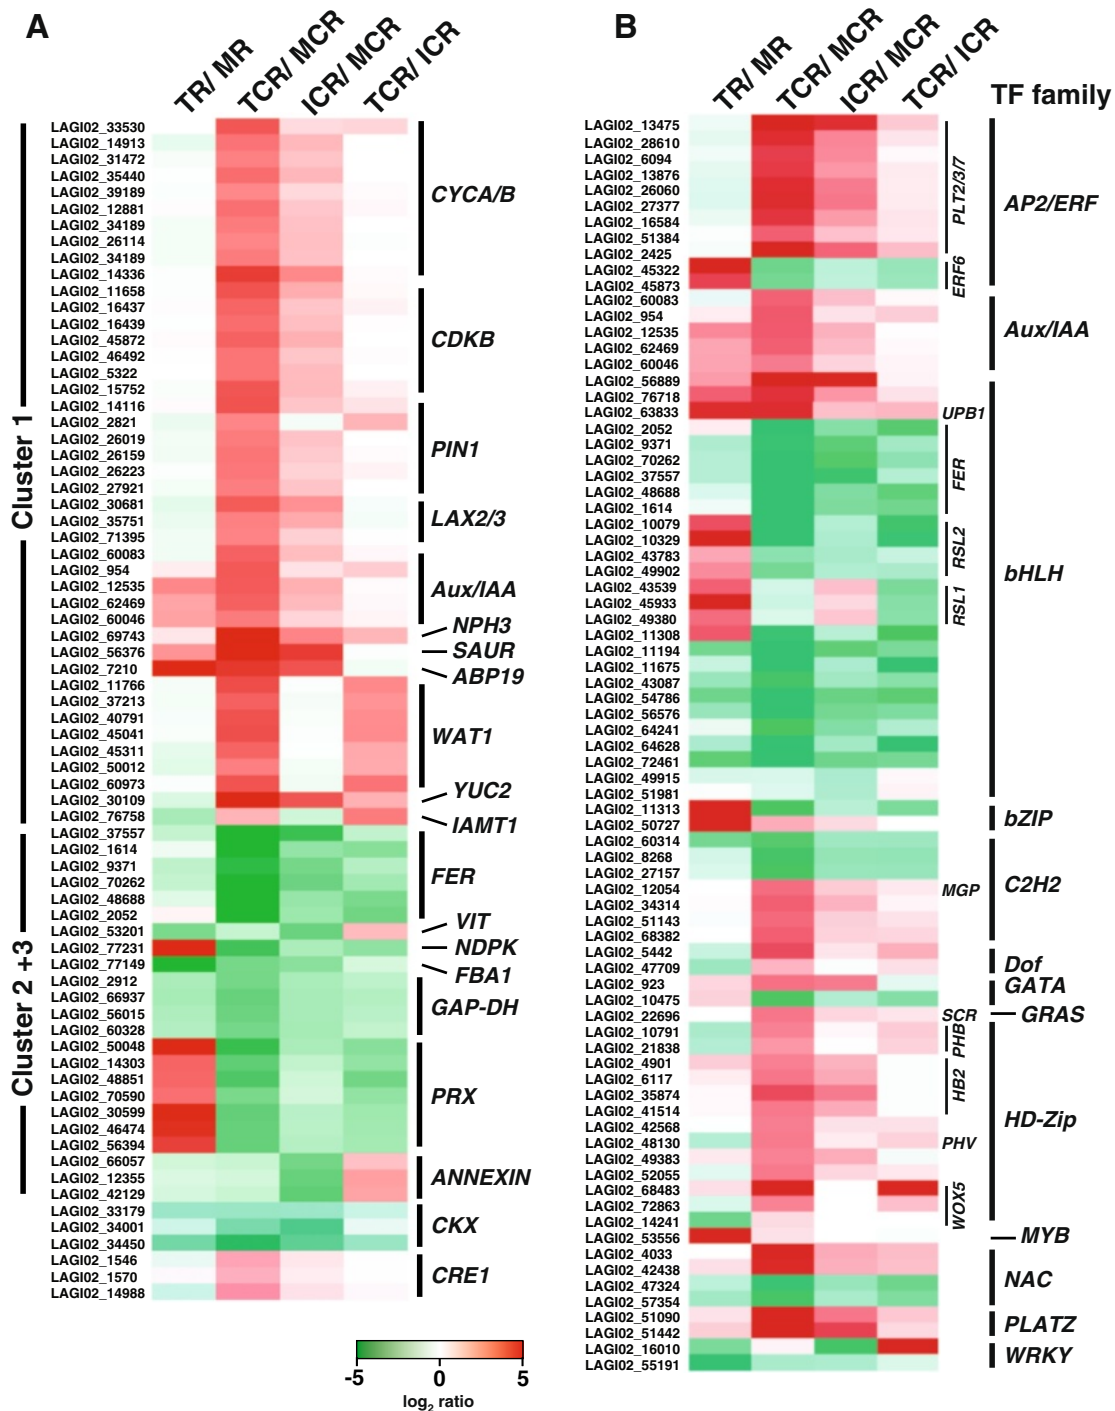 A
TR/ MR
TCR/ MCR
ICR/ MCR
TCR/ ICR
Cluster 1
Cluster 2 +3
LAGI02_33530
LAGI02_14913
LAGI02_31472
LAGI02_35440
LAGI02_39189
LAGI02_12881
LAGI02_34189
LAGI02_26114
LAGI02_34189
LAGI02_14336
LAGI02_11658
LAGI02_16437
LAGI02_16439
LAGI02_45872
LAGI02_46492
LAGI02_5322
LAGI02_15752
LAGI02_14116
LAGI02_2821
LAGI02_26019
LAGI02_26159
LAGI02_26223
LAGI02_27921
LAGI02_30681
LAGI02_35751
LAGI02_71395
LAGI02_60083
LAGI02_954
LAGI02_12535
LAGI02_62469
LAGI02_60046
LAGI02_69743
LAGI02_56376
LAGI02_7210
LAGI02_11766
LAGI02_37213
LAGI02_40791
LAGI02_45041
LAGI02_45311
LAGI02_50012
LAGI02_60973
LAGI02_30109
LAGI02_76758
LAGI02_37557
LAGI02_1614
LAGI02_9371
LAGI02_70262
LAGI02_48688
LAGI02_2052
LAGI02_53201
LAGI02_77231
LAGI02_77149
LAGI02_2912
LAGI02_66937
LAGI02_56015
LAGI02_60328
LAGI02_50048
LAGI02_14303
LAGI02_48851
LAGI02_70590
LAGI02_30599
LAGI02_46474
LAGI02_56394
LAGI02_66057
LAGI02_12355
LAGI02_42129
LAGI02_33179
LAGI02_34001
LAGI02_34450
LAGI02_1546
LAGI02_1570
LAGI02_14988
CYCA/B
CDKB
PIN1
LAX2/3
Aux/IAA
NPH3
SAUR
ABP19
WAT1
YUC2
IAMT1
FER
VIT
NDPK
FBA1
GAP-DH
PRX
ANNEXIN
CKX
CRE1
-5 0 5
log2 ratio
B
TR/ MR
TCR/ MCR
ICR/ MCR
TCR/ ICR
TF family
LAGI02_13475
LAGI02_28610
LAGI02_6094
LAGI02_13876
LAGI02_26060
LAGI02_27377
LAGI02_16584
LAGI02_51384
LAGI02_2425
LAGI02_45322
LAGI02_45873
LAGI02_60083
LAGI02_954
LAGI02_12535
LAGI02_62469
LAGI02_60046
LAGI02_56889
LAGI02_76718
LAGI02_63833
LAGI02_2052
LAGI02_9371
LAGI02_70262
LAGI02_37557
LAGI02_48688
LAGI02_1614
LAGI02_10079
LAGI02_10329
LAGI02_43783
LAGI02_49902
LAGI02_43539
LAGI02_45933
LAGI02_49380
LAGI02_11308
LAGI02_11194
LAGI02_11675
LAGI02_43087
LAGI02_54786
LAGI02_56576
LAGI02_64241
LAGI02_64628
LAGI02_72461
LAGI02_49915
LAGI02_51981
LAGI02_11313
LAGI02_50727
LAGI02_60314
LAGI02_8268
LAGI02_27157
LAGI02_12054
LAGI02_34314
LAGI02_51143
LAGI02_68382
LAGI02_5442
LAGI02_47709
LAGI02_923
LAGI02_10475
LAGI02_22696
LAGI02_10791
LAGI02_21838
LAGI02_4901
LAGI02_6117
LAGI02_35874
LAGI02_41514
LAGI02_42568
LAGI02_48130
LAGI02_49383
LAGI02_52055
LAGI02_68483
LAGI02_72863
LAGI02_14241
LAGI02_53556
LAGI02_4033
LAGI02_42438
LAGI02_47324
LAGI02_57354
LAGI02_51090
LAGI02_51442
LAGI02_16010
LAGI02_55191
PLT2/3/7
ERF6
UPB1
FER
RSL2
RSL1
MGP
SCR
PHB
HB2
PHV
WOX5
AP2/ERF
Aux/IAA
bHLH
bZIP
C2H2
Dof
GATA
GRAS
HD-Zip
MYB
NAC
PLATZ
WRKY